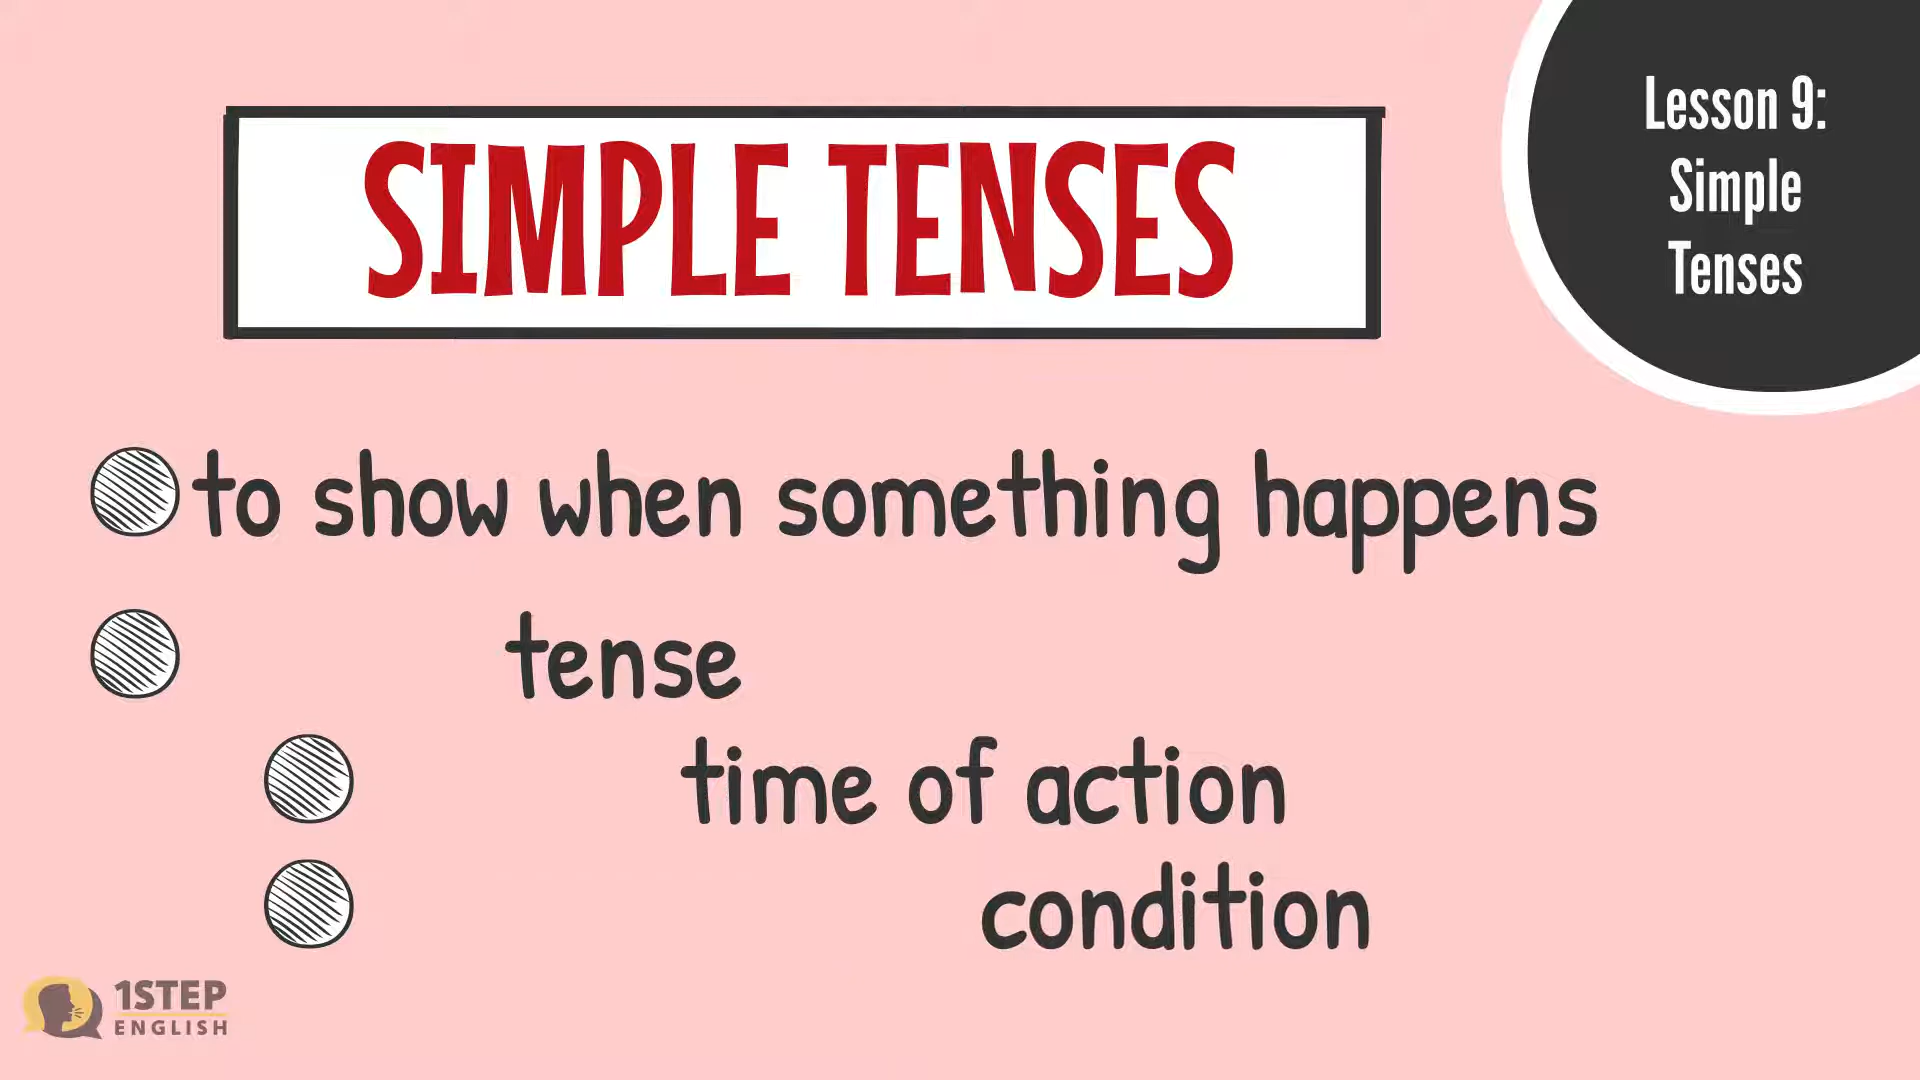 SIMPLE TENSES
Lesson 9:
Simple
Tenses
to show when something happens
tense
time of action
condition
1STEP
ENGLISH